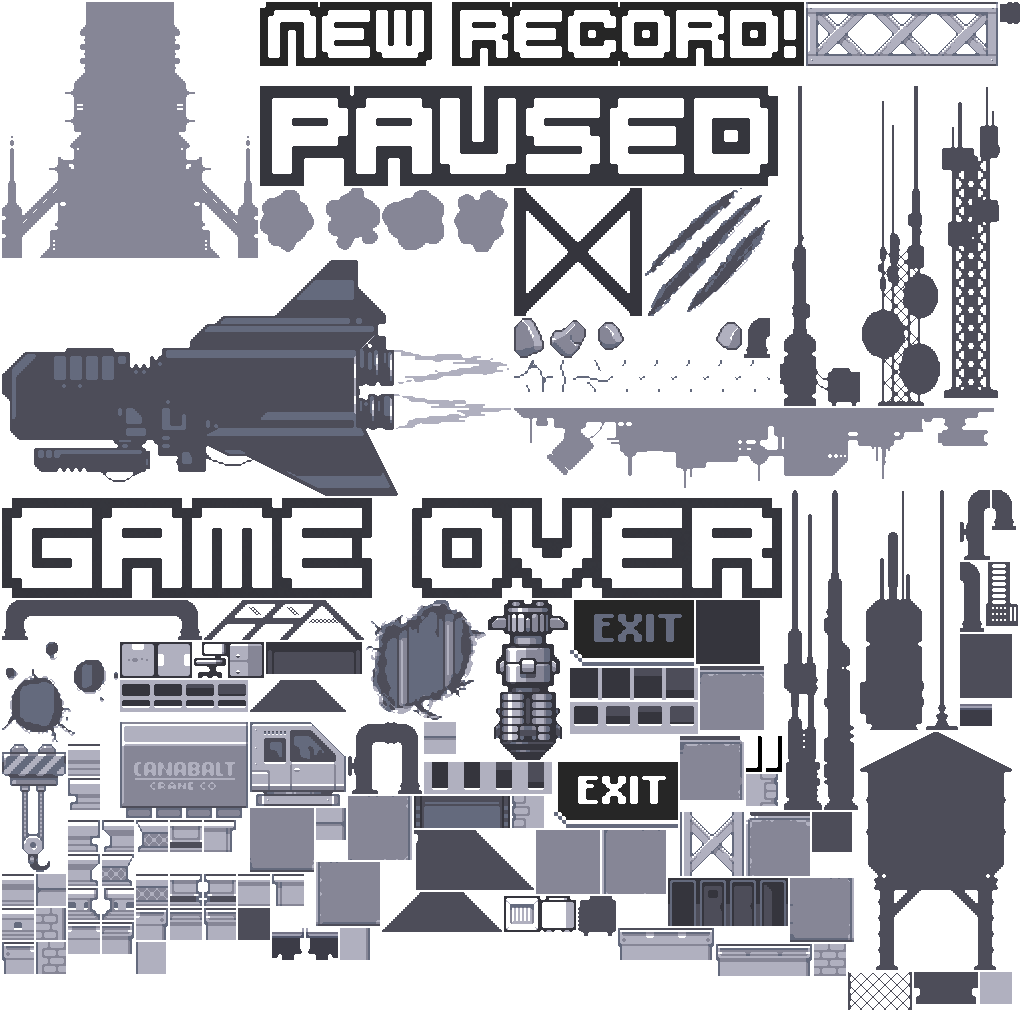 NEW RECORD!
PAUSED
GAME OVER
EXIT
CANABALT
CRANE CO
EXIT